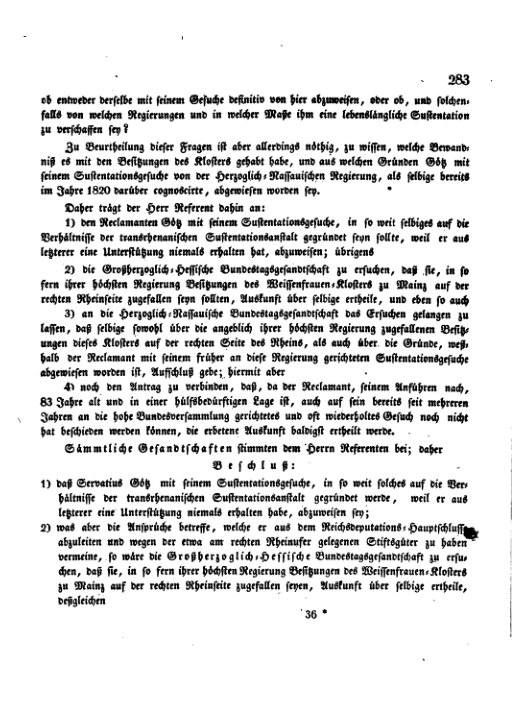 283
ob entweder derselbe mit seinem Gesuche definitiv von hier abzuweisen, oder ob, und solchen-
falls von welchen Regierungen und in welcher Maße ihm eine lebenslängliche Sustentation
zu verschaffen sey?
Zu Beurtheilung dieser Fragen ist aber allerdings nöthig, zu wissen, welche Bewand-
niß es mit den Besitzungen des Klosters gehabt habe, und aus welchen Gründen Götz mit
seinem Sustentationsgesuche von der Herzoglich-Nassauischen Regierung, als selbige bereits
im Jahre 1820 darüber cognoscirte, abgewiesen worden sey.
Daher trägt der Herr Referent dahin an:
1) den Reclamanten Götz mit seinem Sustentationsgesuche, in so weit selbiges auf die
Verhältnisse der transrhenanischen Sustentationsanstalt gegründet seyn sollte, weil er aus
letzterer eine Unterstützung niemals erhalten hat, abzuweisen; übrigens
2) die Großherzoglich-Hessische Bundestagsgesandtschaft zu ersuchen, daß sie, in so
fern ihrer höchsten Regierung Besitzungen des Weissenfrauen-Klosters zu Mainz auf der
rechten Rheinseite zugefallen seyn sollten, Auskunft über selbige ertheile, und eben so auch
3) an die Herzoglich-Nassauische Bundestagsgesandtschaft das Ersuchen gelangen zu
lassen, daß selbige sowohl über die angeblich ihrer höchsten Regierung zugefallenen Besitz-
ungen dieses Klosters auf der rechten Seite des Rheins, als auch über die Gründe, weß-
halb der Reclamant mit seinem früher an diese Regierung gerichteten Sustentationsgesuche
abgewiesen worden ist, Aufschluß gebe; hiermit aber
4) noch den Antrag zu verbinden, daß, da der Reclamant, seinem Anführen nach,
83 Jahre alt und in einer hülfsbedürftigen Lage ist, auch auf sein bereits seit mehreren
Jahren an die hohe Bundesversammlung gerichtetes und oft wiederholtes Gesuch noch nicht
hat beschieden werden können, die erbetene Auskunft baldigst ertheilt werde.
Sämmtliche Gesandtschaften stimmten dem Herrn Referenten bei; daher
Beschluß:
1) daß Servatius Götz mit seinem Sustentationsgesuche, in so weit solches auf die Ver-
hältnisse der transrhenanischen Sustentationsanstalt gegründet werde, weil er aus
letzterer eine Unterstützung niemals erhalten habe, abzuweisen sey;
2) was aber die Ansprüche betreffe, welche er aus dem Reichsdeputations-Hauptschlusse
abzuleiten und wegen der etwa am rechten Rheinufer gelegenen Stiftsgüter zu haben
vermeine, so wäre die Großherzoglich-Hessische Bundestagsgesandtschaft zu ersu-
chen, daß sie, in so fern ihrer höchsten Regierung Besitzungen des Weissenfrauen-Klosters
zu Mainz auf der rechten Rheinseite zugefallen seyen, Auskunft über selbige ertheile,
deßgleichen
36 *